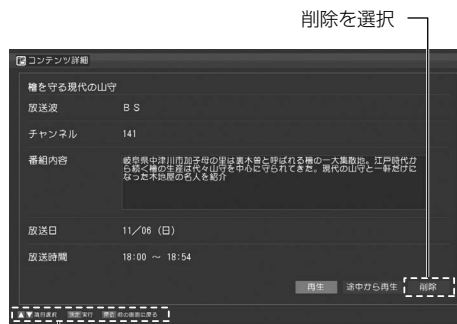 削除を選択
コンテンツ詳細
檜を守る現代の山守
放送波 BS
チャンネル 141
番組内容 岐阜県中津川市加子母の里は裏木曽と呼ばれる檜の一大集散地。江戸時代か
ら続く檜の生産は代々山守を中心に守られてきた。現代の山守と一軒だけに
なった木地屋の名人を紹介
放送日 11/06 (日)
放送時間 18:00 ~ 18:54
再生 途中から再生 削除
▲▼項目選択 決定 実行 戻る 前の画面に戻る